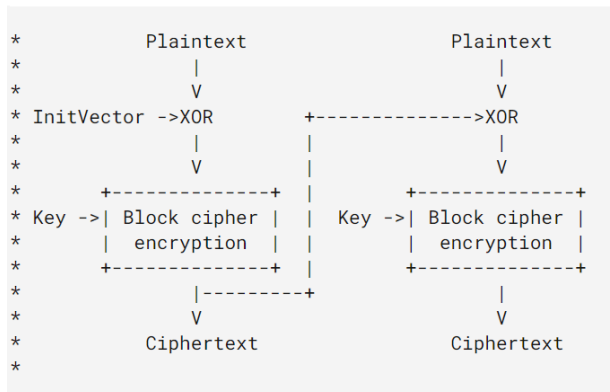 *           Plaintext                  Plaintext
*               |                          |
*               V                          V
* InitVector ->XOR        +-------------->XOR
*               |         |                |
*               V         |                V
*       +--------------+  |        +--------------+
* Key ->| Block cipher |  |  Key ->| Block cipher |
*       |  encryption  |  |        |  encryption  |
*       +--------------+  |        +--------------+
*               |---------+                |
*               V                          V
*           Ciphertext                 Ciphertext
*